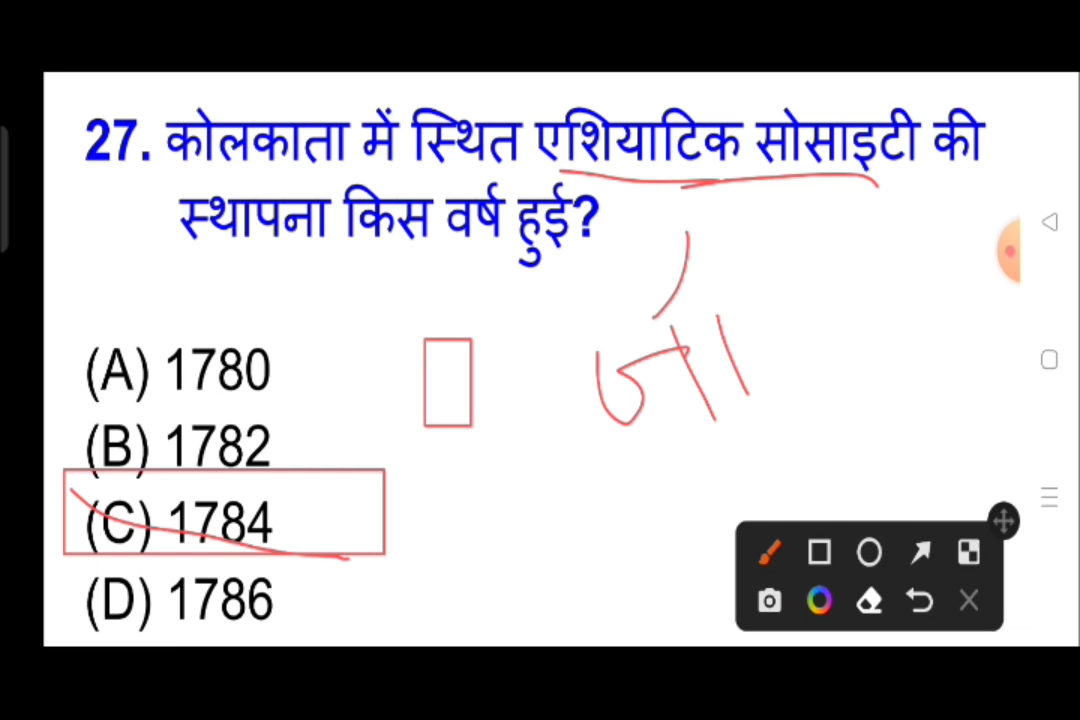 27. कोलकाता में स्थित एशियाटिक सोसाइटी की
स्थापना किस वर्ष हुई?
(A) 1780
(B) 1782
(C) 1784
(D) 1786